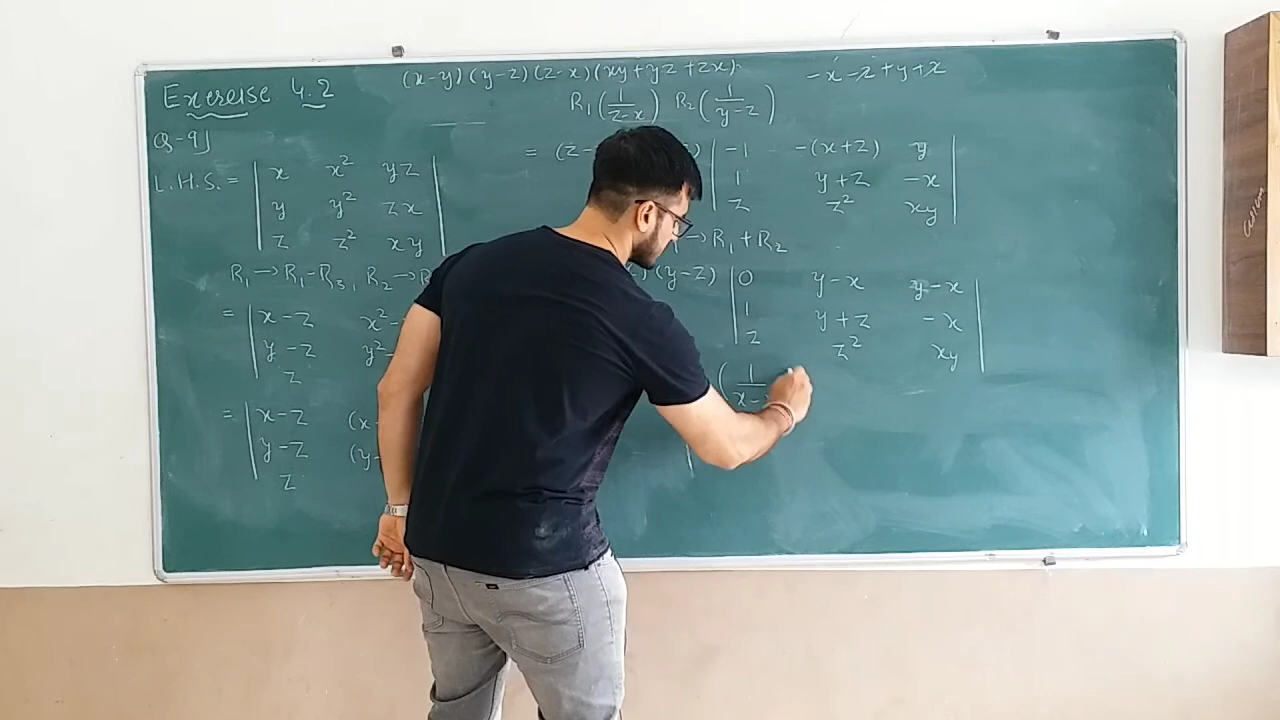 Exercise 4.2
(x-y)(y-z)(z-x)(xy+yz+zx).
-x-z+y+z
R₁(1/(z-x)) R₂(1/(y-z))
Q-9]
L.H.S. = | x x² yz |
| y y² zx |
| z z² xy |
R₁→R₁-R₃, R₂→R
= | x-z x²-
| y-z y²-
z
= | x-z (x-
| y-z (y-
z
= (z- | -1 -(x+z) y |
| 1 y+z -x |
| z z² xy |
→R₁+R₂
(y-z) | 0 y-x y-x |
| 1 y+z -x |
| z z² xy |
(1/(x-